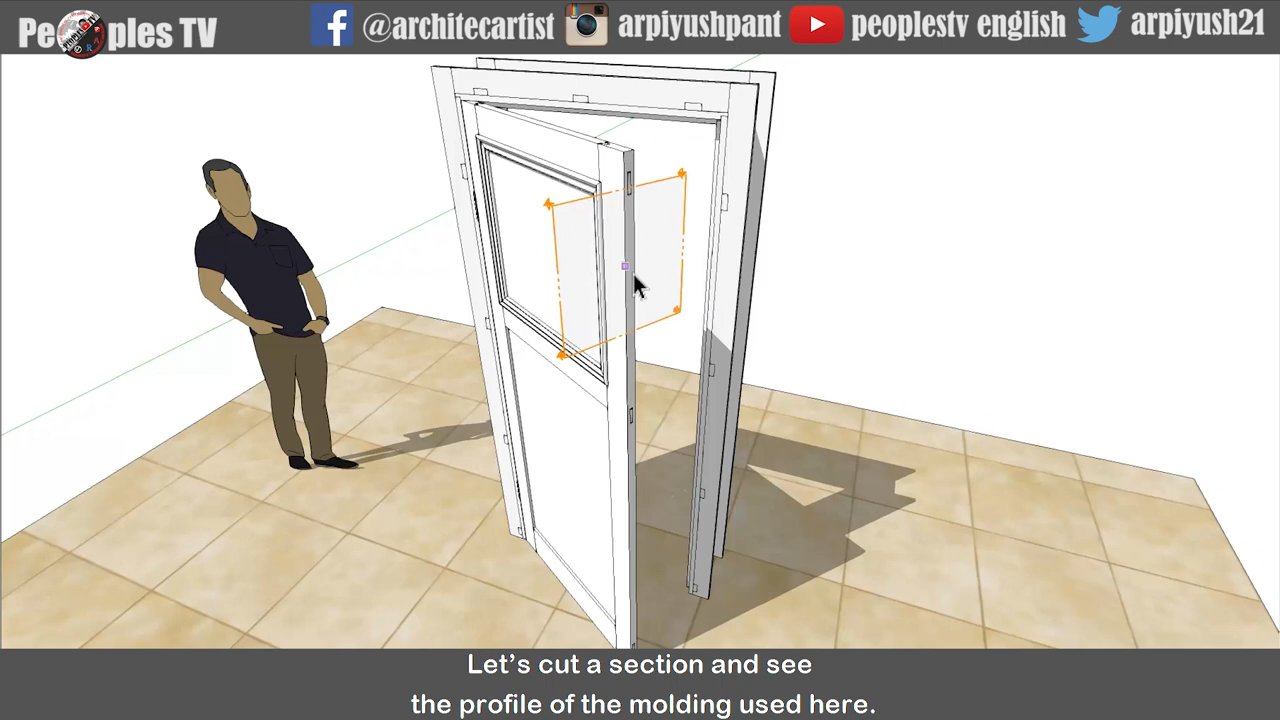 Peoples TV @architecartist arpiyushpant peoplestv english arpiyush21
Let's cut a section and see
the profile of the molding used here.